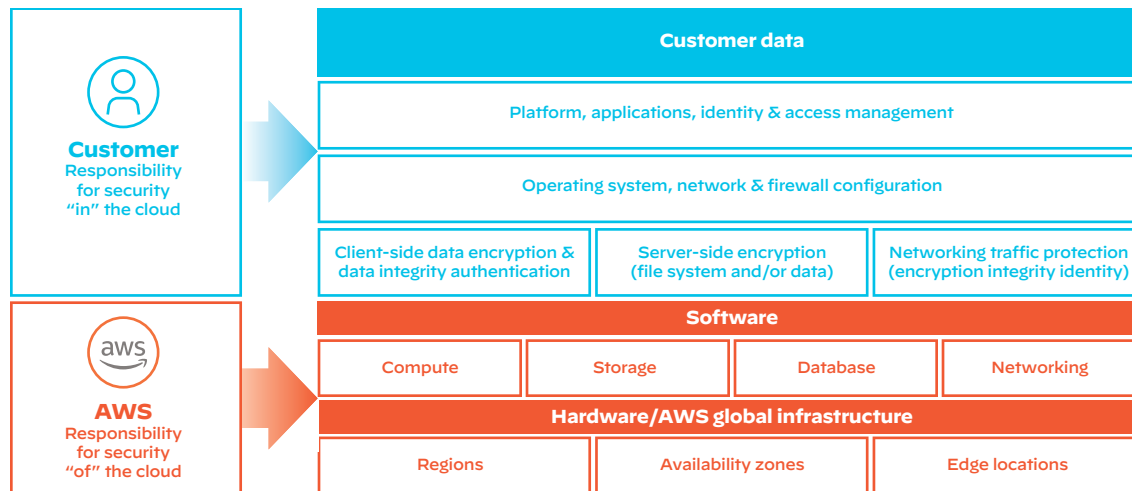 Customer
Responsibility
for security
“in” the cloud
Customer data
Platform, applications, identity & access management
Operating system, network & firewall configuration
Client-side data encryption &
data integrity authentication
Server-side encryption
(file system and/or data)
Networking traffic protection
(encryption integrity identity)
aws
AWS
Responsibility
for security
“of” the cloud
Software
Compute
Storage
Database
Networking
Hardware/AWS global infrastructure
Regions
Availability zones
Edge locations